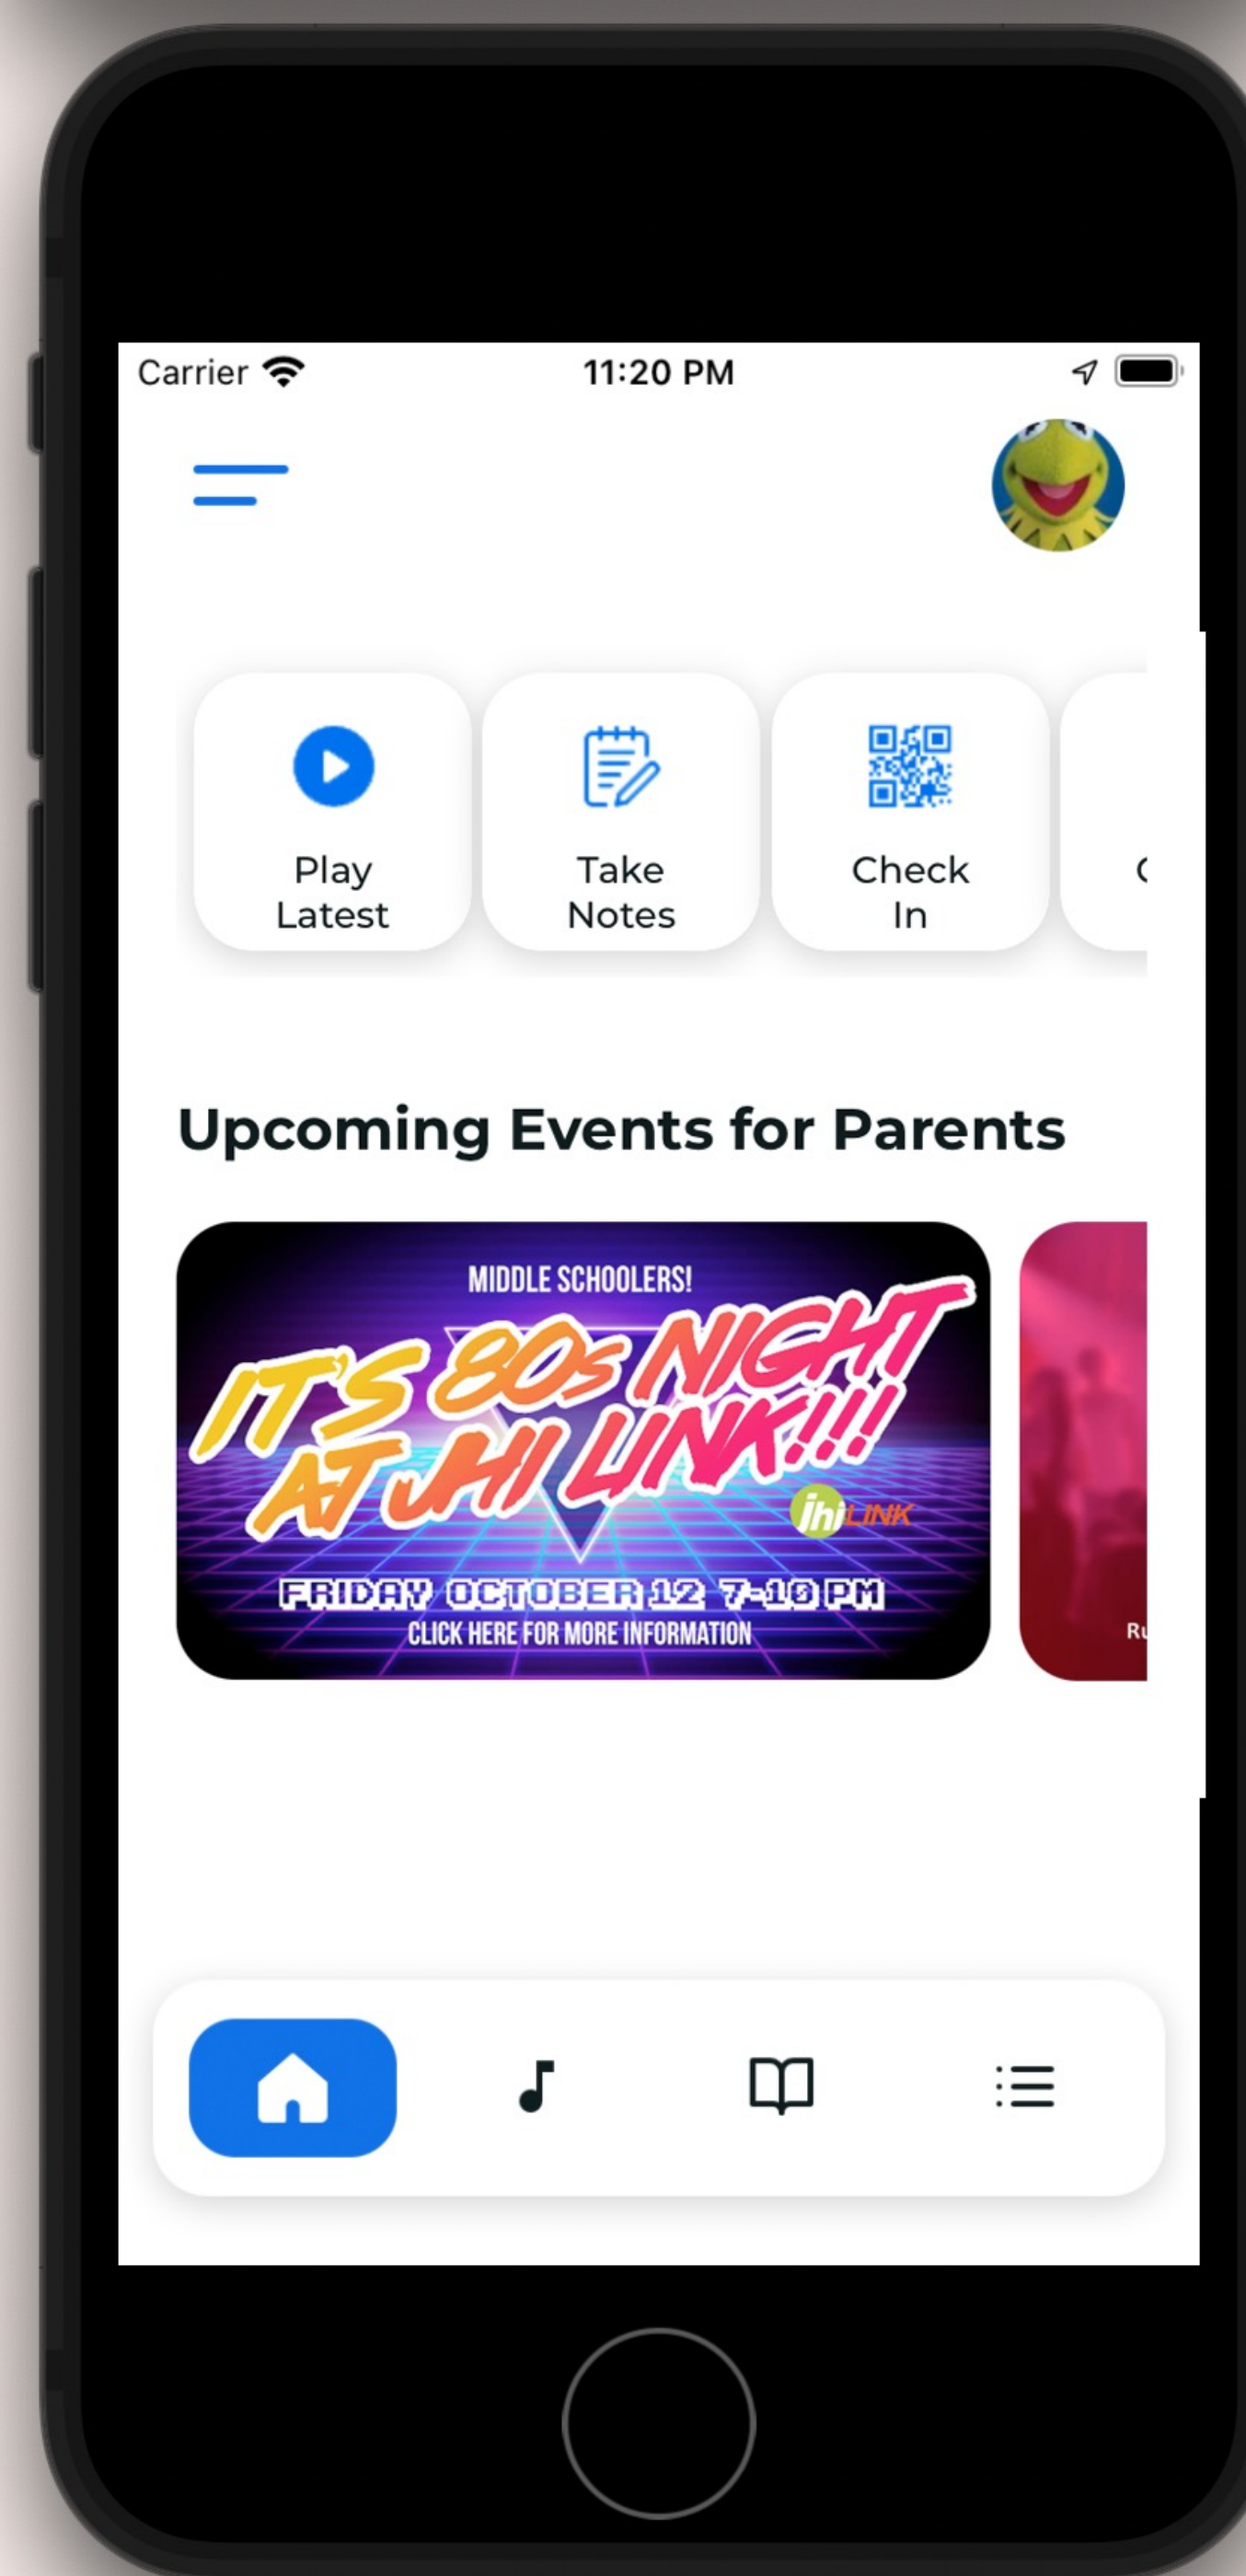 Carrier 11:20 PM
Play
Latest
Take
Notes
Check
In
Upcoming Events for Parents
MIDDLE SCHOOLERS!
IT'S 80s NIGHT
AT JHI LINK!!!
jhi LINK
FRIDAY OCTOBER 12 7-10 PM
CLICK HERE FOR MORE INFORMATION